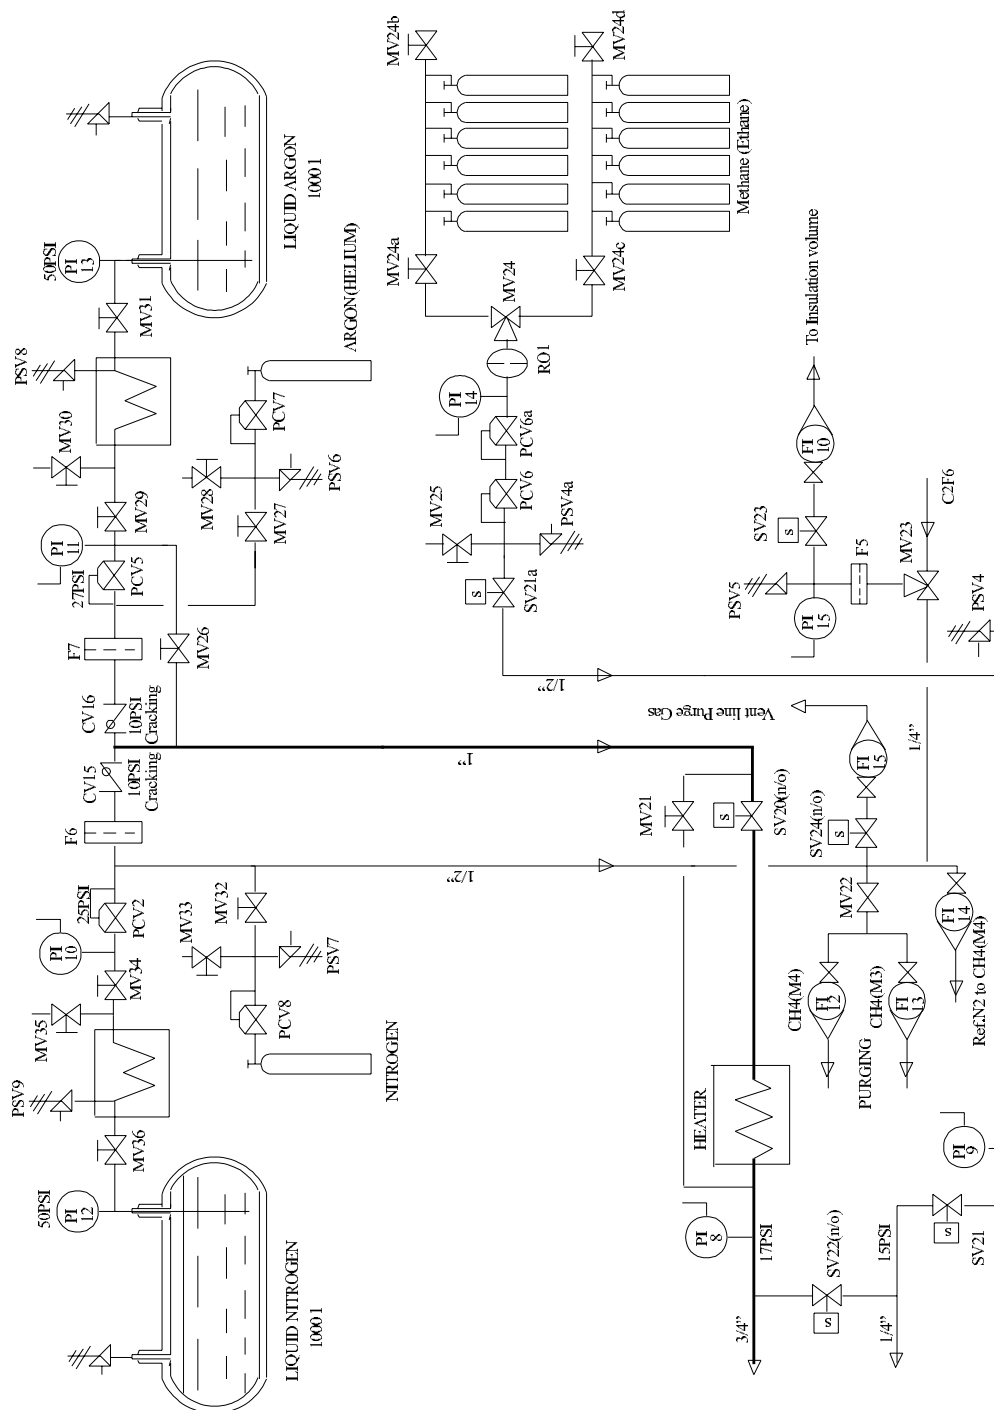 MV24b
MV24d
LIQUID ARGON
1000 l
50PSI
PI
13
MV31
Methane (Ethane)
MV24a
MV24c
MV24
RO1
PI
14
PCV6a
PCV6
MV25
PSV4a
S
SV21a
PSV8
ARGON(HELIUM)
MV30
PCV7
MV28
PSV6
MV27
MV29
PI
11
27PSI
PCV5
F7
MV26
CV16
10PSI
Cracking
CV15
10PSI
Cracking
F6
To Insulation volume
FI
10
SV23
S
PSV5
PI
15
F5
MV23
C2F6
PSV4
1/2”
Vent line Purge Gas
1”
FI
15
1/4”
MV21
S
SV20(n/o)
S
SV24(n/o)
1/2”
MV22
FI
14
Ref.N2 to CH4(M4)
25PSI
PCV2
PI
10
MV34
MV35
MV33
MV32
PSV7
PCV8
NITROGEN
PSV9
MV36
50PSI
PI
12
LIQUID NITROGEN
1000 l
CH4(M4)
FI
12
CH4(M3)
FI
13
PURGING
HEATER
PI
8
17PSI
PI
9
SV22(n/o)
S
15PSI
S
SV21
3/4”
1/4”